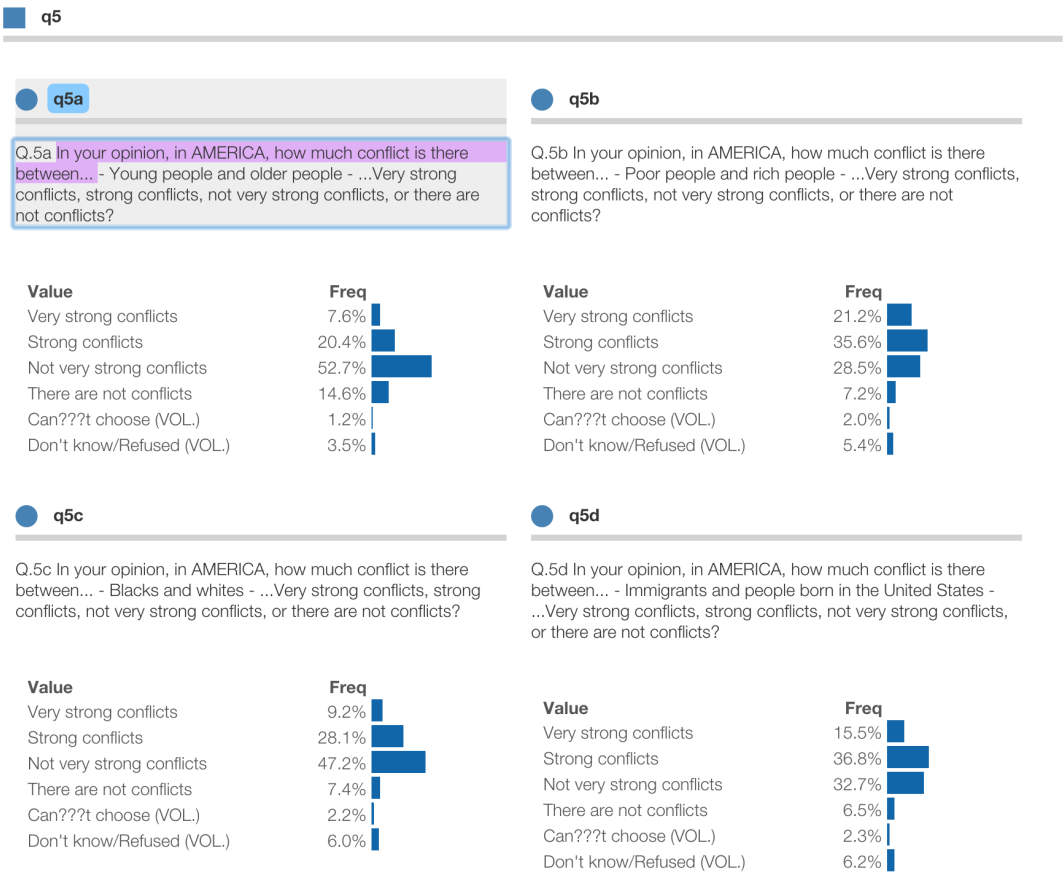 q5
q5a
Q.5a In your opinion, in AMERICA, how much conflict is there
between... - Young people and older people - ...Very strong
conflicts, strong conflicts, not very strong conflicts, or there are
not conflicts?
Value Freq
Very strong conflicts 7.6%
Strong conflicts 20.4%
Not very strong conflicts 52.7%
There are not conflicts 14.6%
Can???t choose (VOL.) 1.2%
Don't know/Refused (VOL.) 3.5%
q5b
Q.5b In your opinion, in AMERICA, how much conflict is there
between... - Poor people and rich people - ...Very strong conflicts,
strong conflicts, not very strong conflicts, or there are not
conflicts?
Value Freq
Very strong conflicts 21.2%
Strong conflicts 35.6%
Not very strong conflicts 28.5%
There are not conflicts 7.2%
Can???t choose (VOL.) 2.0%
Don't know/Refused (VOL.) 5.4%
q5c
Q.5c In your opinion, in AMERICA, how much conflict is there
between... - Blacks and whites - ...Very strong conflicts, strong
conflicts, not very strong conflicts, or there are not conflicts?
Value Freq
Very strong conflicts 9.2%
Strong conflicts 28.1%
Not very strong conflicts 47.2%
There are not conflicts 7.4%
Can???t choose (VOL.) 2.2%
Don't know/Refused (VOL.) 6.0%
q5d
Q.5d In your opinion, in AMERICA, how much conflict is there
between... - Immigrants and people born in the United States -
...Very strong conflicts, strong conflicts, not very strong conflicts,
or there are not conflicts?
Value Freq
Very strong conflicts 15.5%
Strong conflicts 36.8%
Not very strong conflicts 32.7%
There are not conflicts 6.5%
Can???t choose (VOL.) 2.3%
Don't know/Refused (VOL.) 6.2%